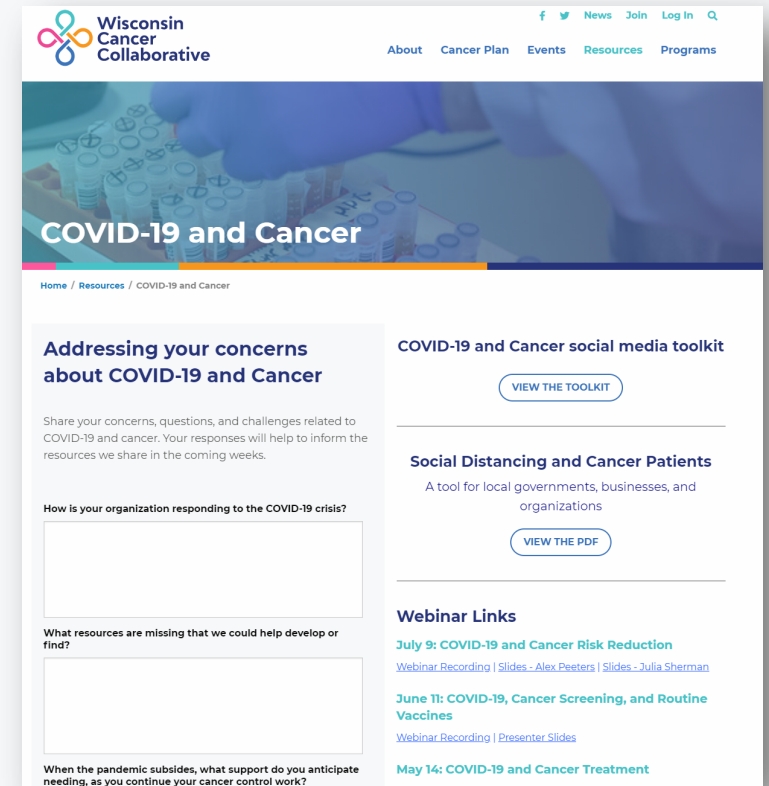 Wisconsin
Cancer
Collaborative
News Join Log In
About Cancer Plan Events Resources Programs
COVID-19 and Cancer
Home / Resources / COVID-19 and Cancer
Addressing your concerns
about COVID-19 and Cancer
Share your concerns, questions, and challenges related to
COVID-19 and cancer. Your responses will help to inform the
resources we share in the coming weeks.
How is your organization responding to the COVID-19 crisis?
What resources are missing that we could help develop or
find?
When the pandemic subsides, what support do you anticipate
needing, as you continue your cancer control work?
COVID-19 and Cancer social media toolkit
VIEW THE TOOLKIT
Social Distancing and Cancer Patients
A tool for local governments, businesses, and
organizations
VIEW THE PDF
Webinar Links
July 9: COVID-19 and Cancer Risk Reduction
Webinar Recording | Slides - Alex Peeters | Slides - Julia Sherman
June 11: COVID-19, Cancer Screening, and Routine
Vaccines
Webinar Recording | Presenter Slides
May 14: COVID-19 and Cancer Treatment